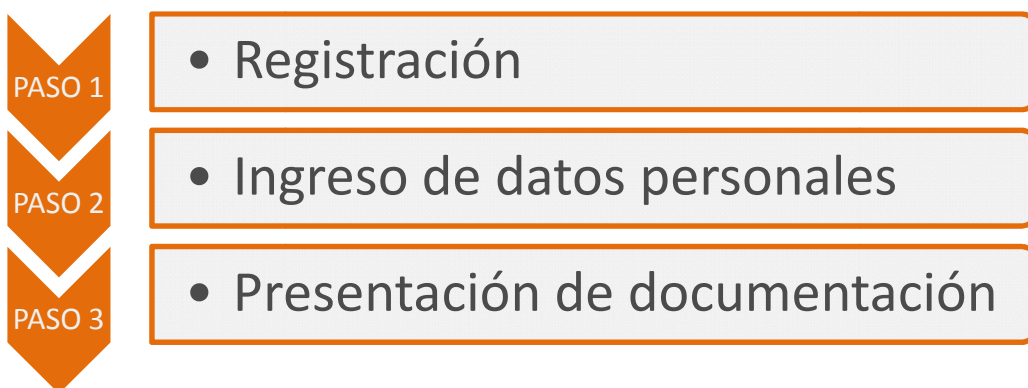 PASO 1
• Registración
PASO 2
• Ingreso de datos personales
PASO 3
• Presentación de documentación